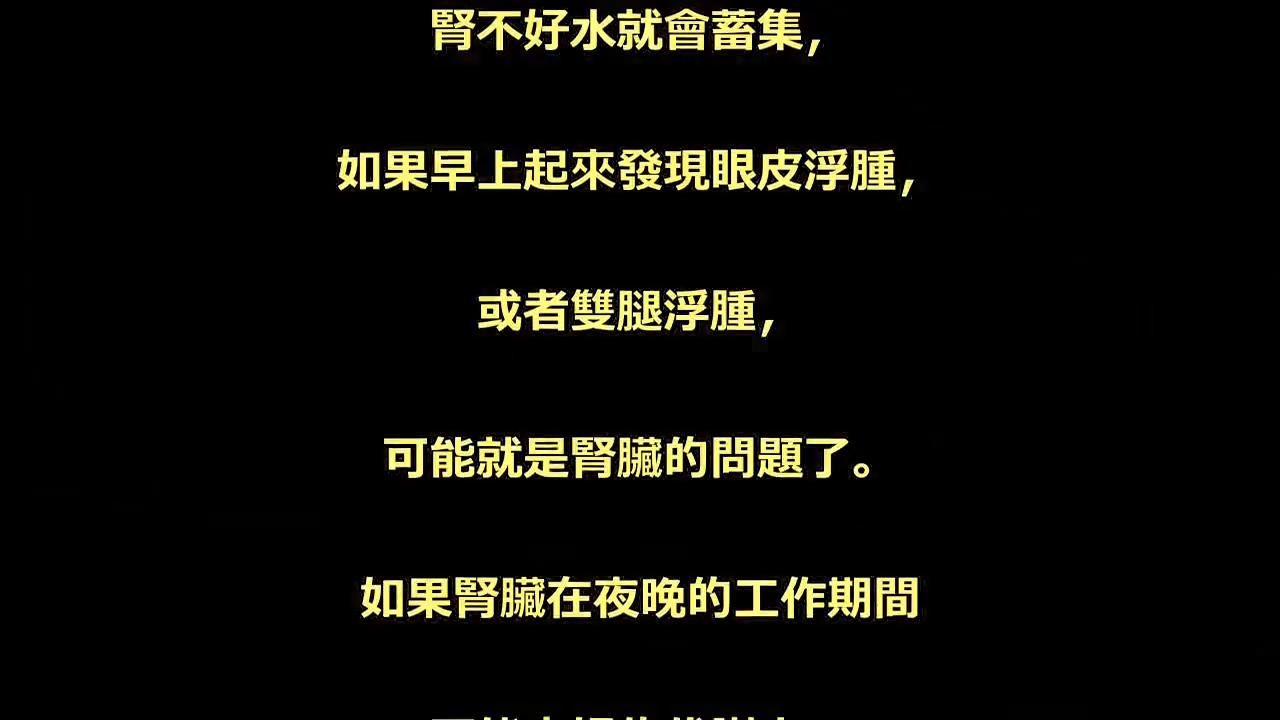 腎不好水就會蓄集，
如果早上起來發現眼皮浮腫，
或者雙腿浮腫，
可能就是腎臟的問題了。
如果腎臟在夜晚的工作期間